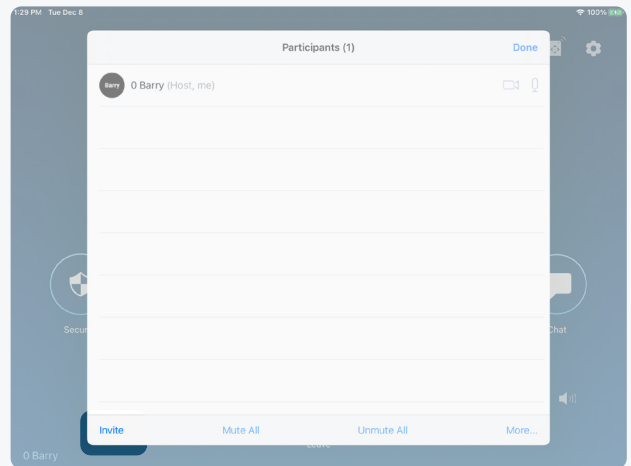 1:29 PM Tue Dec 8
100%
Participants (1)
Done
Barry
0 Barry (Host, me)
Secur
Chat
Invite
Mute All
Unmute All
More...
Leave
0 Barry